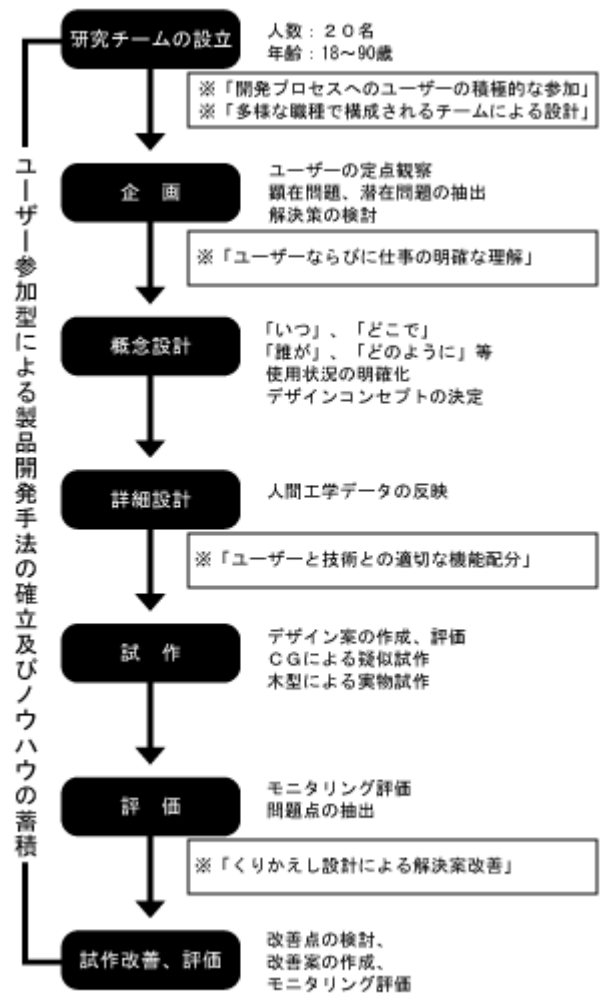 研究チームの設立
人数：２０名
年齢：18～90歳
※「開発プロセスへのユーザーの積極的な参加」
※「多様な職種で構成されるチームによる設計」
企　画
ユーザーの定点観察
顕在問題、潜在問題の抽出
解決策の検討
※「ユーザーならびに仕事の明確な理解」
概念設計
「いつ」、「どこで」
「誰が」、「どのように」等
使用状況の明確化
デザインコンセプトの決定
詳細設計
人間工学データの反映
※「ユーザーと技術との適切な機能配分」
試　作
デザイン案の作成、評価
ＣＧによる疑似試作
木型による実物試作
評　価
モニタリング評価
問題点の抽出
※「くりかえし設計による解決案改善」
試作改善、評価
改善点の検討、
改善案の作成、
モニタリング評価
ユーザー参加型による製品開発手法の確立及びノウハウの蓄積